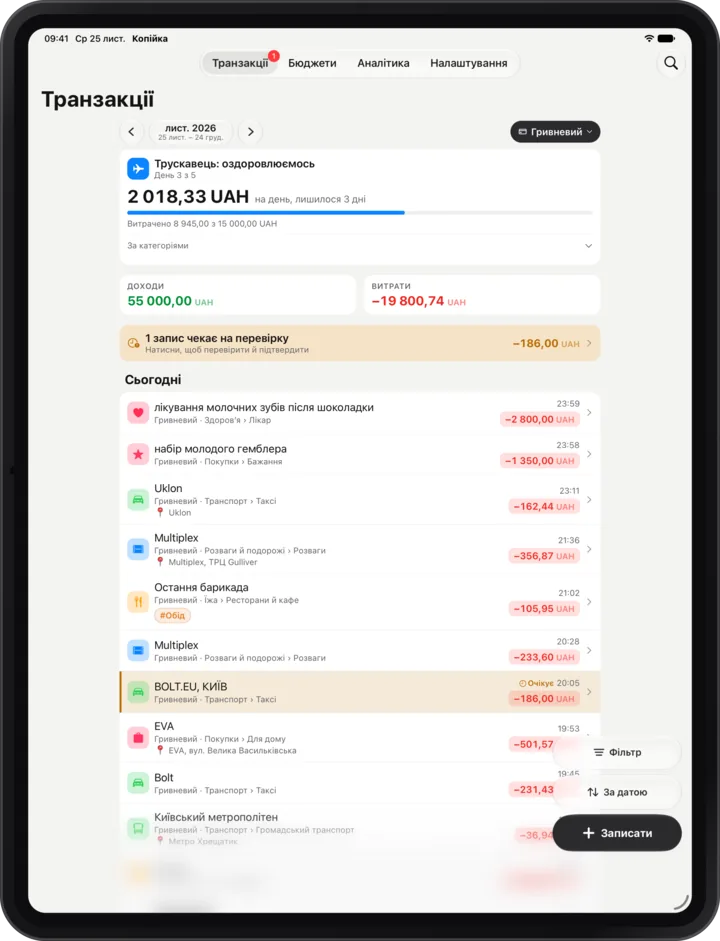 09:41 Ср 25 лист. Копійка
Транзакції 1 Бюджети Аналітика Налаштування
Транзакції
лист. 2026
25 лист. – 24 груд.
Гривневий
Трускавець: оздоровлюємось
День 3 з 5
2 018,33 UAH на день, лишилося 3 дні
Витрачено 8 945,00 з 15 000,00 UAH
За категоріями
ДОХОДИ
55 000,00 UAH
ВИТРАТИ
−19 800,74 UAH
1 запис чекає на перевірку
Натисни, щоб перевірити й підтвердити
−186,00 UAH
Сьогодні
лікування молочних зубів після шоколадки
Гривневий · Здоров'я › Лікар
23:59
−2 800,00 UAH
набір молодого гемблера
Гривневий · Покупки › Бажання
23:58
−1 350,00 UAH
Uklon
Гривневий · Транспорт › Таксі
Uklon
23:11
−162,44 UAH
Multiplex
Гривневий · Розваги й подорожі › Розваги
Multiplex, ТРЦ Gulliver
21:36
−356,87 UAH
Остання барикада
Гривневий · Їжа › Ресторани й кафе
#Обід
21:02
−105,95 UAH
Multiplex
Гривневий · Розваги й подорожі › Розваги
20:28
−233,60 UAH
BOLT.EU, КИЇВ
Гривневий · Транспорт › Таксі
Очікує 20:05
−186,00 UAH
EVA
Гривневий · Покупки › Для дому
EVA, вул. Велика Васильківська
19:53
−501,57
Bolt
Гривневий · Транспорт › Таксі
19:45
−231,43
Київський метрополітен
Гривневий · Транспорт › Громадський транспорт
Метро Хрещатик
−36,94
Фільтр
За датою
Записати